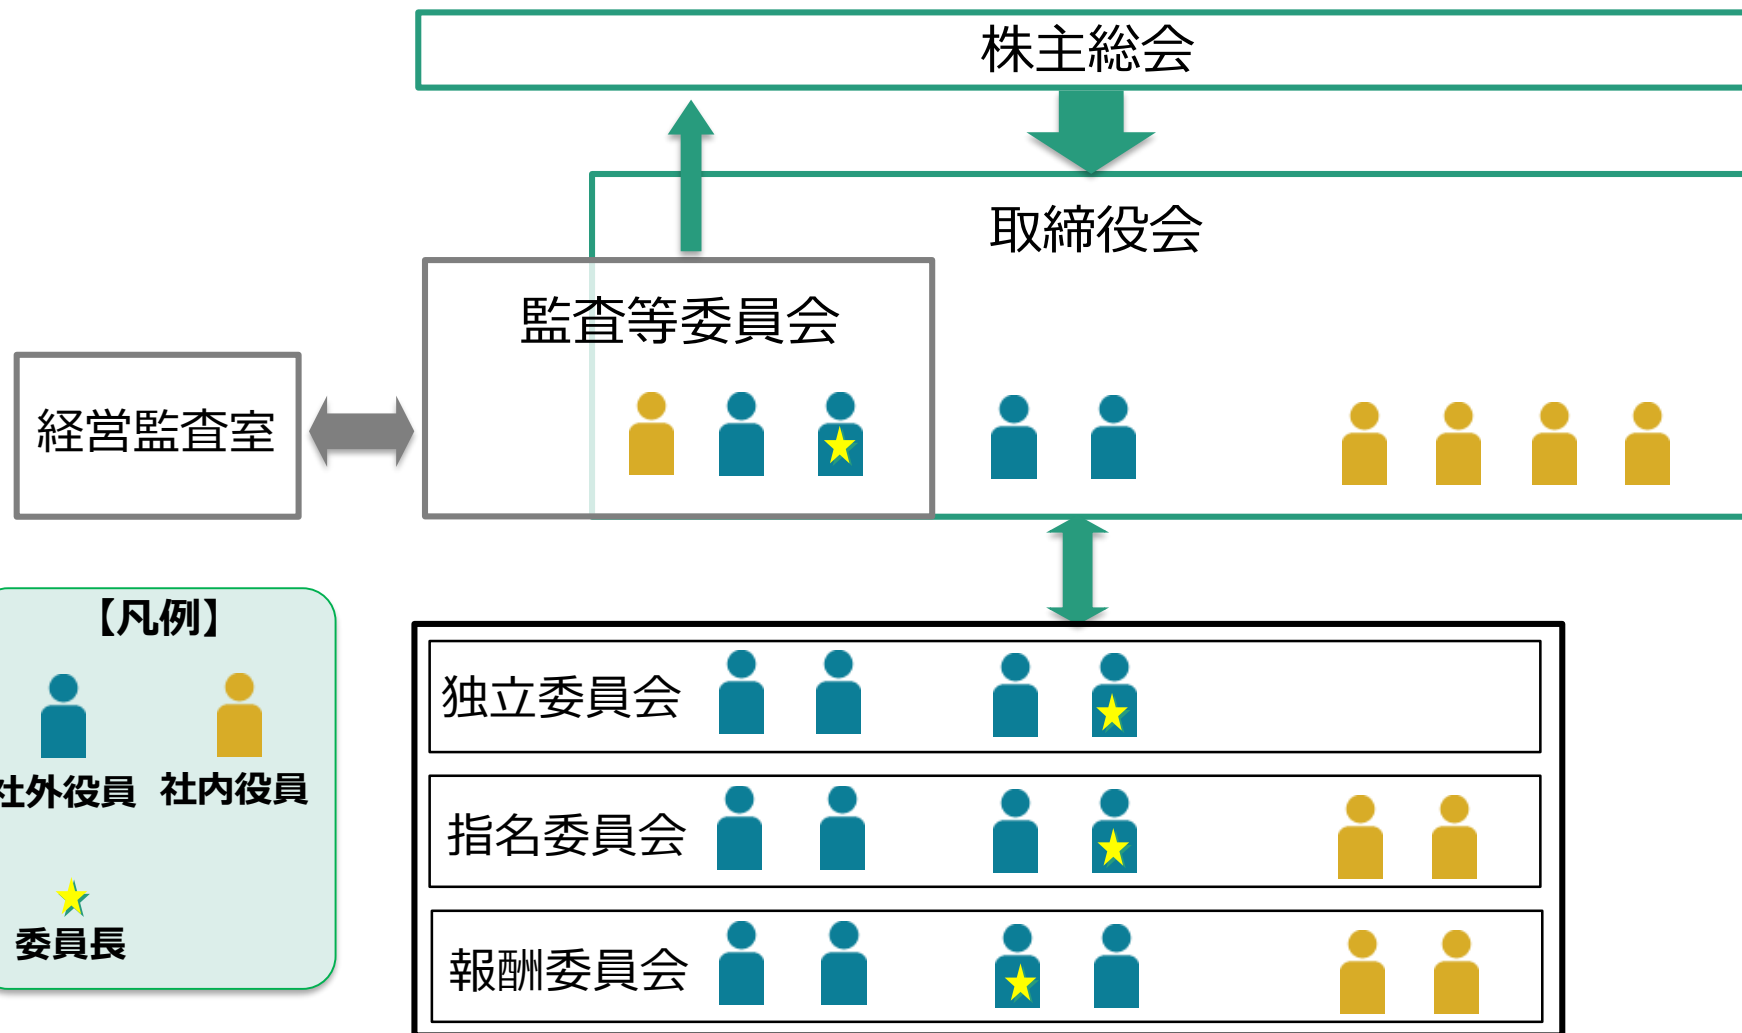 株主総会
取締役会
監査等委員会
経営監査室
【凡例】
社外役員 社内役員
委員長
独立委員会
指名委員会
報酬委員会